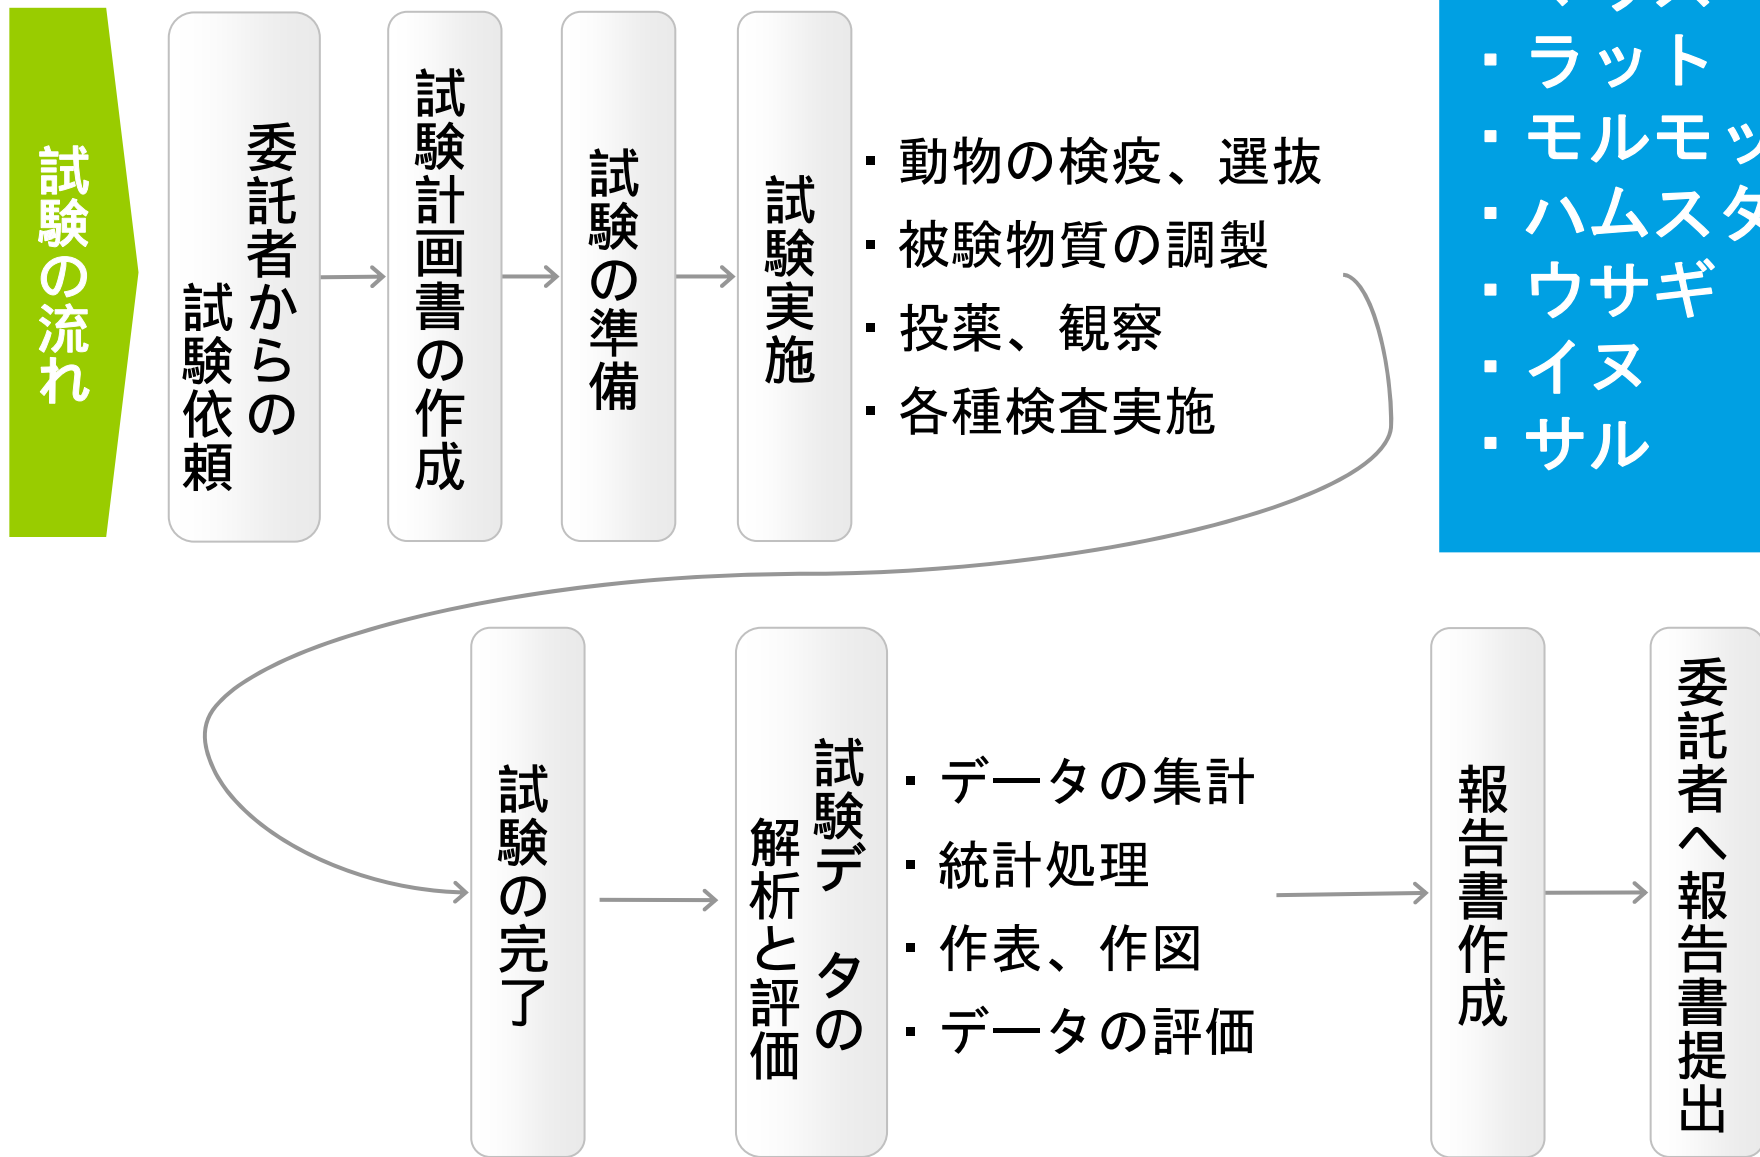 試験の流れ
委託者からの
試験依頼
試験計画書の作成
試験の準備
試験実施
・動物の検疫、選抜
・被験物質の調製
・投薬、観察
・各種検査実施
・ラット
・モルモッ
・ハムスタ
・ウサギ
・イヌ
・サル
試験の完了
試験デ タの
解析と評価
・データの集計
・統計処理
・作表、作図
・データの評価
報告書作成
委託者へ報告書提出